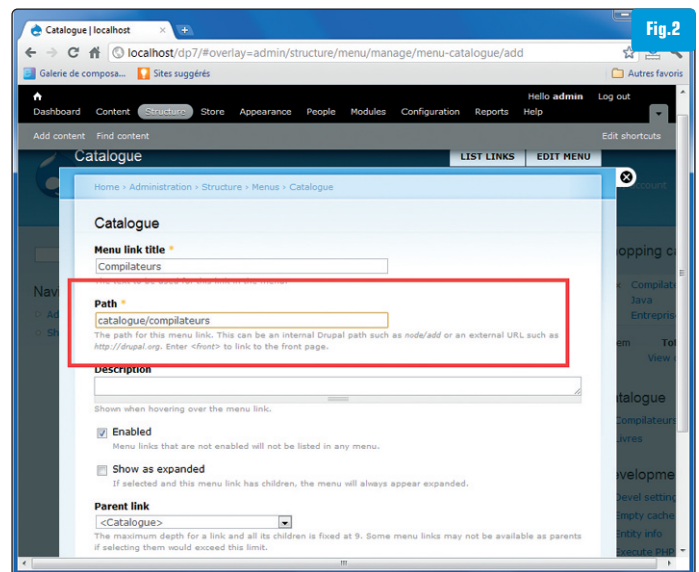 Fig.2
Catalogue | localhost
localhost/dp7/#overlay=admin/structure/menu/manage/menu-catalogue/add
Galerie de composa... Sites suggérés Autres favoris
Hello admin Log out
Dashboard Content Structure Store Appearance People Modules Configuration Reports Help
Add content Find content Edit shortcuts
Catalogue LIST LINKS EDIT MENU
Home › Administration › Structure › Menus › Catalogue
Catalogue
Menu link title *
Compilateurs
Path *
catalogue/compilateurs
The path for this menu link. This can be an internal Drupal path such as node/add or an external URL such as
http://drupal.org. Enter <front> to link to the front page.
Description
Shown when hovering over the menu link.
Enabled
Menu links that are not enabled will not be listed in any menu.
Show as expanded
If selected and this menu link has children, the menu will always appear expanded.
Parent link
<Catalogue>
The maximum depth for a link and all its children is fixed at 9. Some menu links may not be available as parents
if selecting them would exceed this limit.
Java
View
Compilateurs
Empty cache
Entity info
Execute PHP